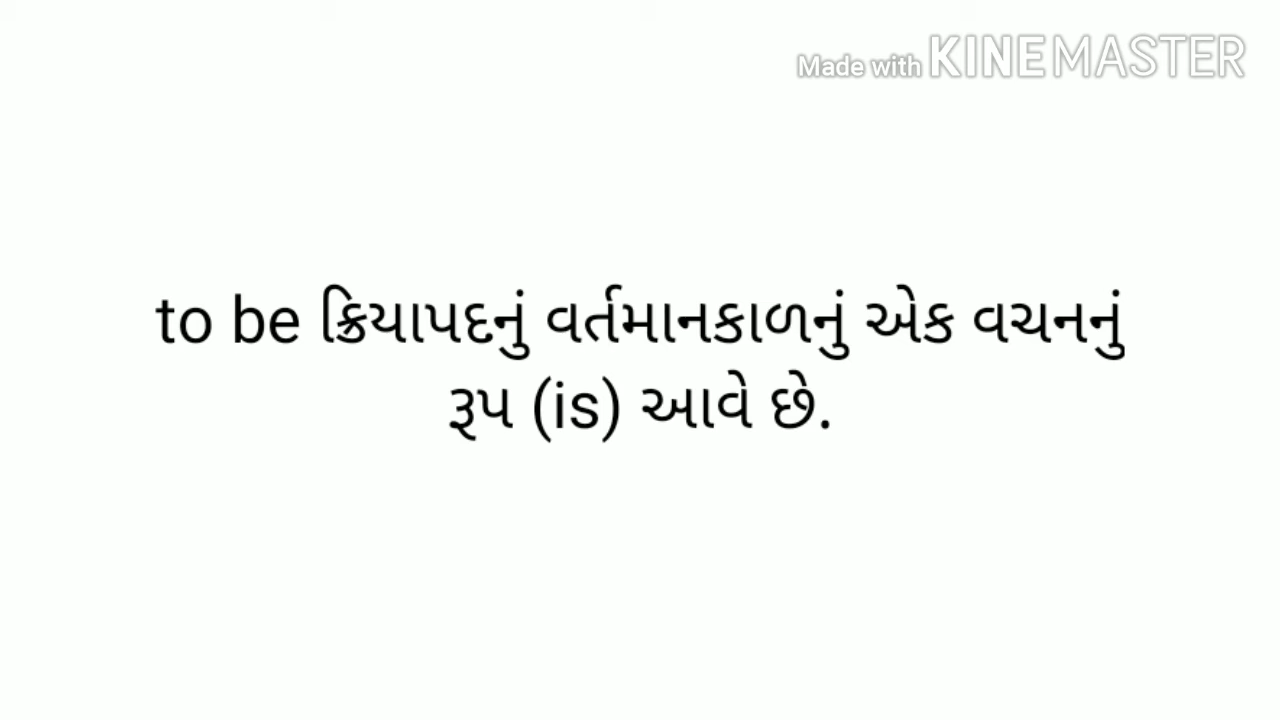 Made with KINEMASTER
to be ક્રિયાપદનું વર્તમાનકાળનું એક વચનનું
રૂપ (is) આવે છે.